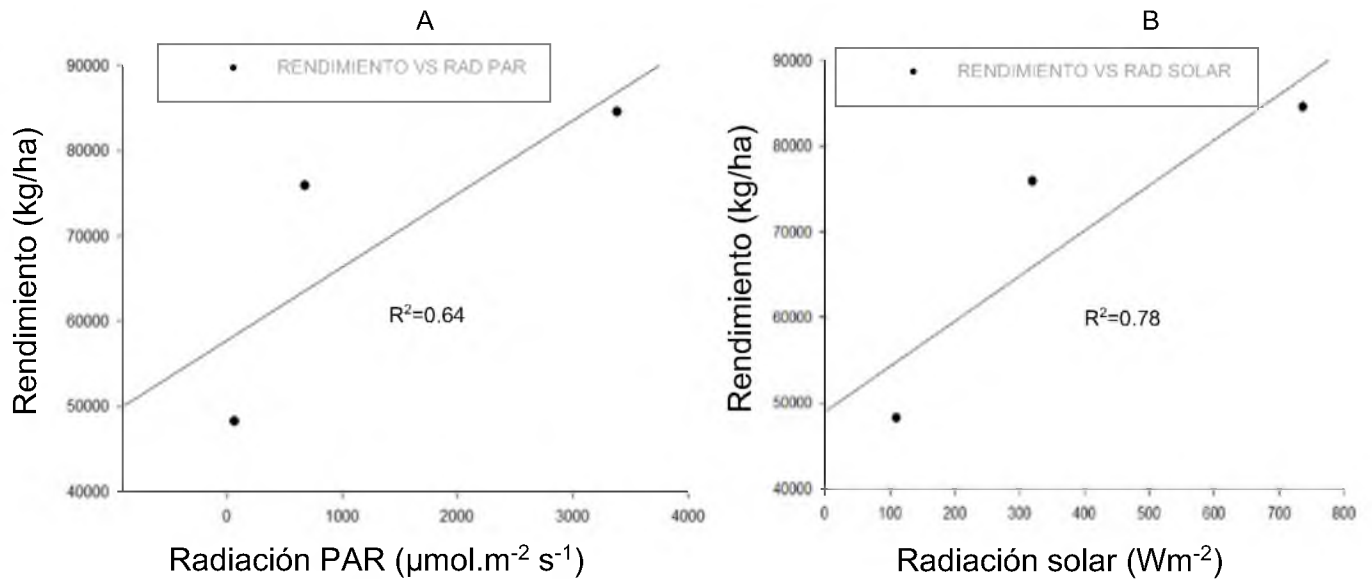 A
RENDIMIENTO VS RAD PAR
90000
80000
70000
60000
50000
40000
Rendimiento (kg/ha)
R²=0.64
0 1000 2000 3000 4000
Radiación PAR (µmol.m⁻² s⁻¹)
B
RENDIMIENTO VS RAD SOLAR
90000
80000
70000
60000
50000
40000
Rendimiento (kg/ha)
R²=0.78
0 100 200 300 400 500 600 700 800
Radiación solar (Wm⁻²)